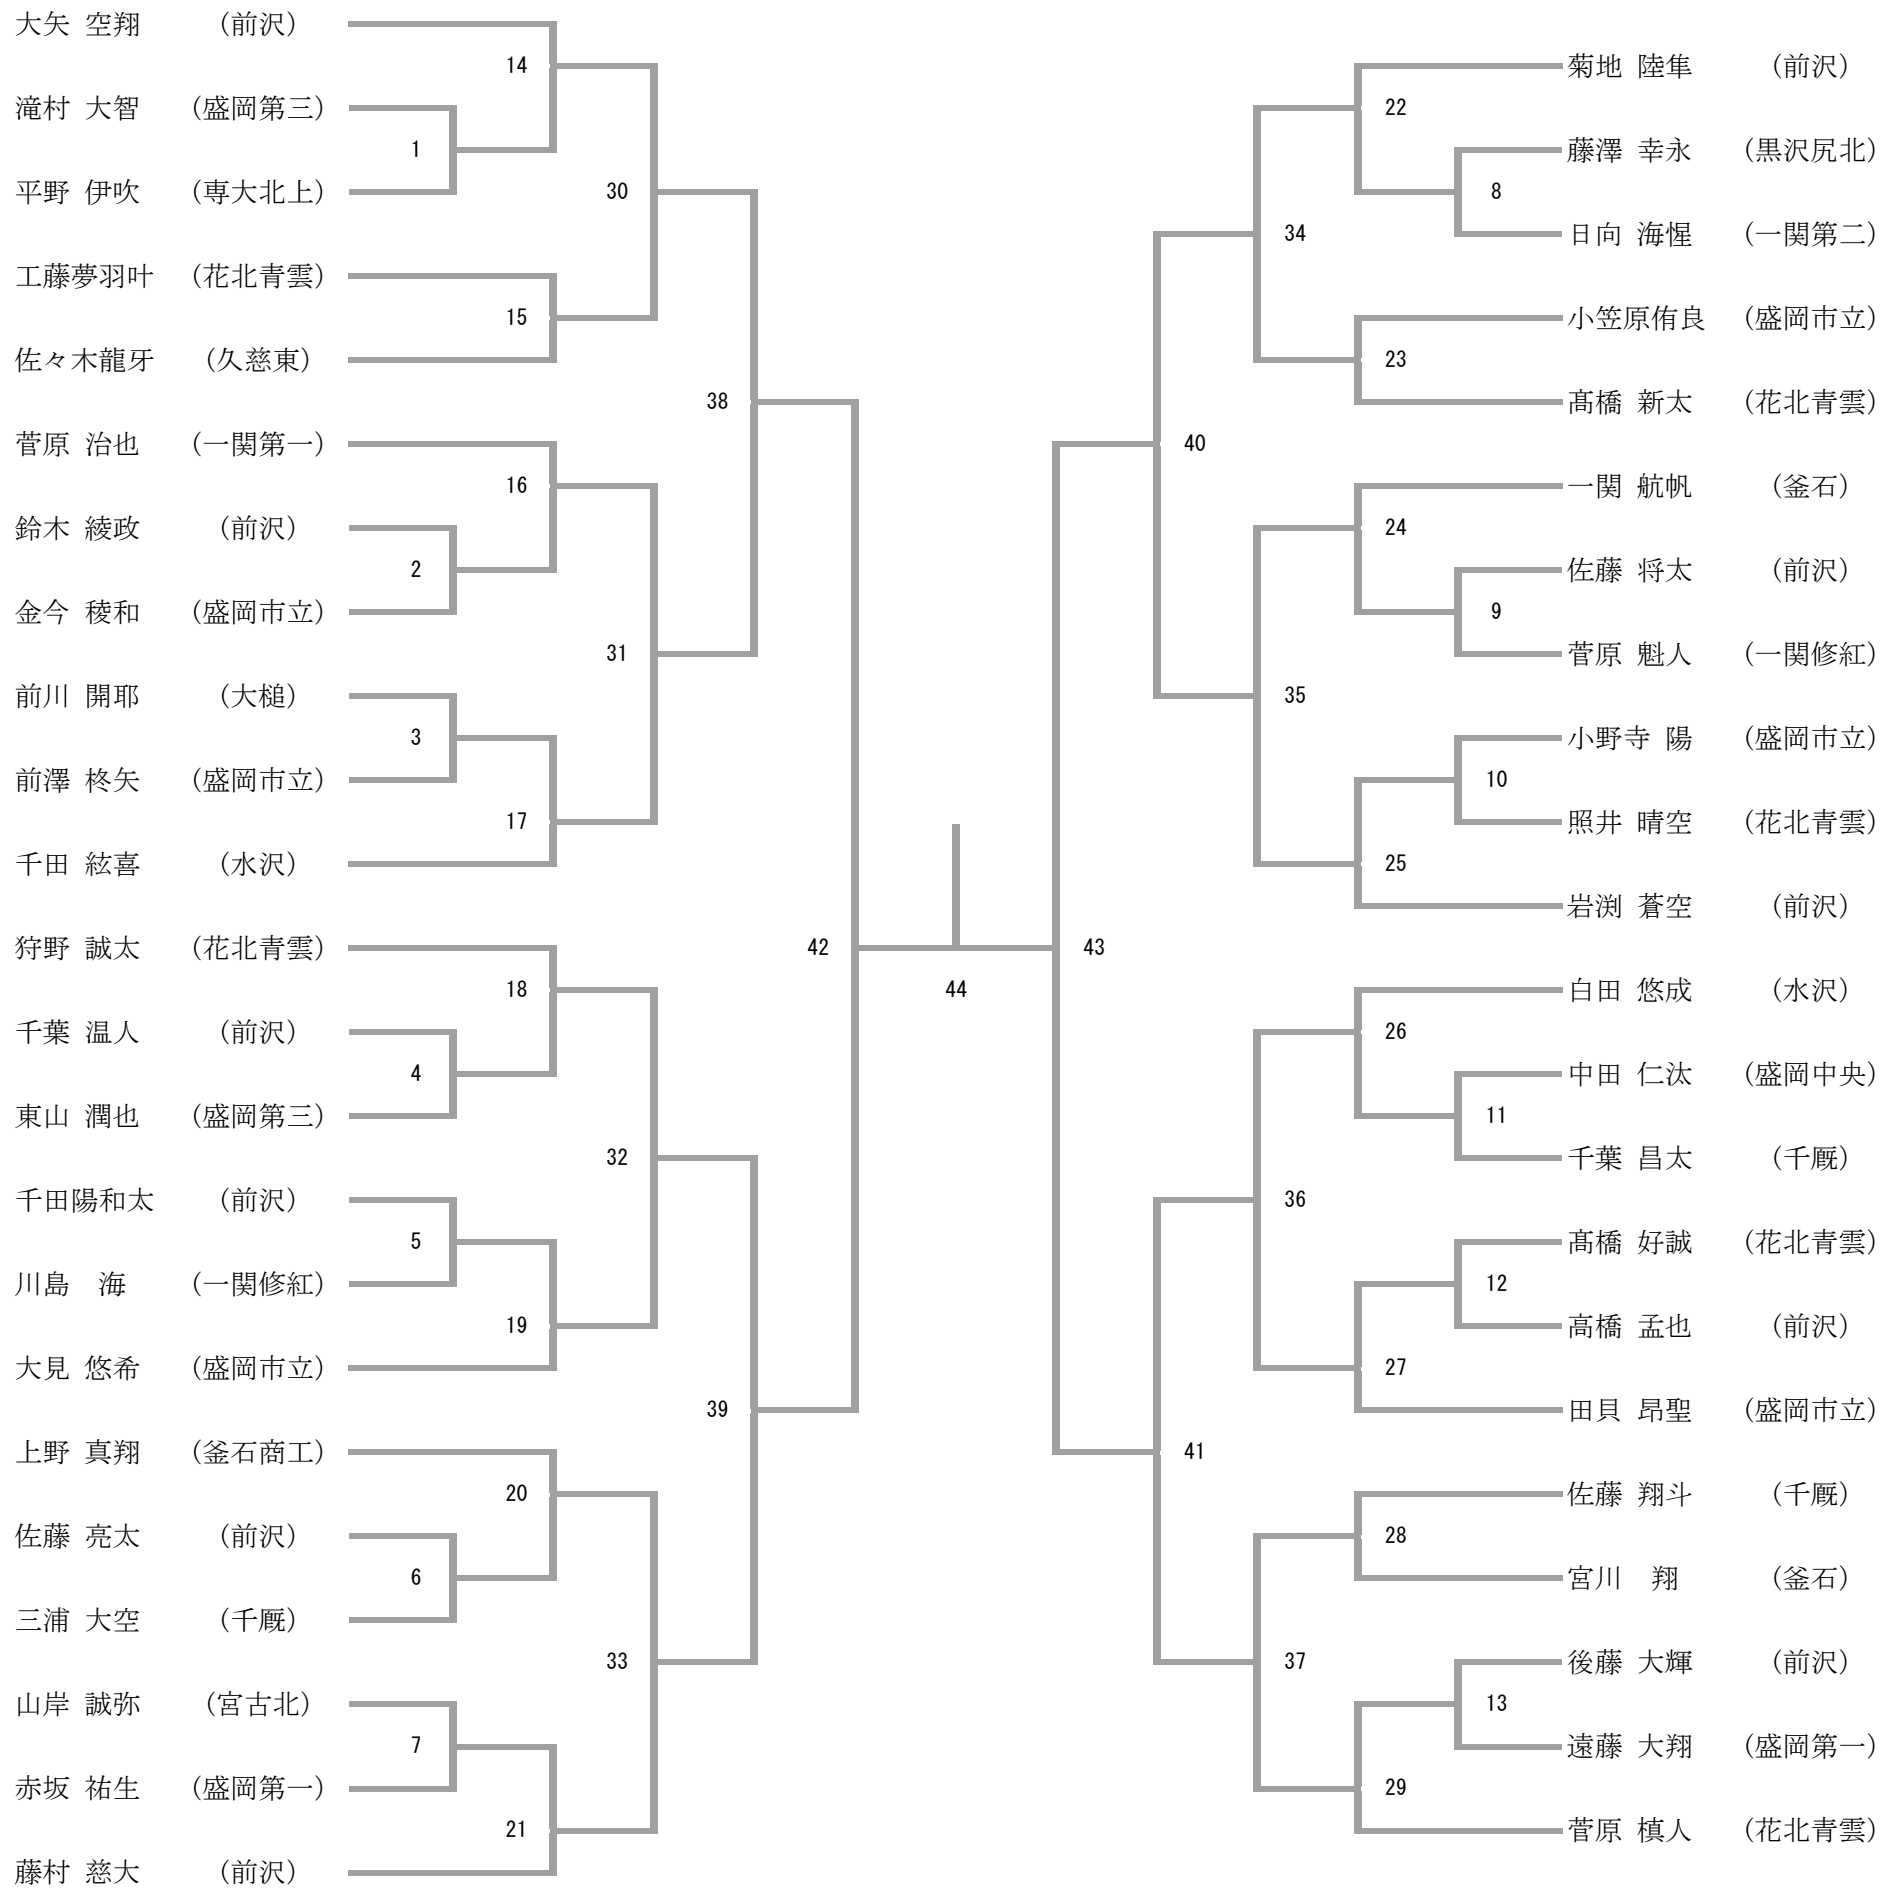 大矢 空翔 (前沢)
14
滝村 大智 (盛岡第三)
1
平野 伊吹 (専大北上)
30
工藤夢羽叶 (花北青雲)
15
佐々木龍牙 (久慈東)
38
菅原 治也 (一関第一)
16
鈴木 綾政 (前沢)
2
金今 稜和 (盛岡市立)
31
前川 開耶 (大槌)
3
前澤 柊矢 (盛岡市立)
17
千田 紘喜 (水沢)
狩野 誠太 (花北青雲)
42
18
千葉 温人 (前沢)
4
東山 潤也 (盛岡第三)
32
千田陽和太 (前沢)
5
川島 海 (一関修紅)
19
大見 悠希 (盛岡市立)
39
上野 真翔 (釜石商工)
20
佐藤 亮太 (前沢)
6
三浦 大空 (千厩)
33
山岸 誠弥 (宮古北)
7
赤坂 祐生 (盛岡第一)
21
藤村 慈大 (前沢)
44
菊地 陸隼 (前沢)
22
藤澤 幸永 (黒沢尻北)
8
日向 海惺 (一関第二)
34
小笠原侑良 (盛岡市立)
23
髙橋 新太 (花北青雲)
40
一関 航帆 (釜石)
24
佐藤 将太 (前沢)
9
菅原 魁人 (一関修紅)
35
小野寺 陽 (盛岡市立)
10
照井 晴空 (花北青雲)
25
岩渕 蒼空 (前沢)
43
白田 悠成 (水沢)
26
中田 仁汰 (盛岡中央)
11
千葉 昌太 (千厩)
36
髙橋 好誠 (花北青雲)
12
高橋 孟也 (前沢)
27
田貝 昂聖 (盛岡市立)
41
佐藤 翔斗 (千厩)
28
宮川 翔 (釜石)
37
後藤 大輝 (前沢)
13
遠藤 大翔 (盛岡第一)
29
菅原 槙人 (花北青雲)